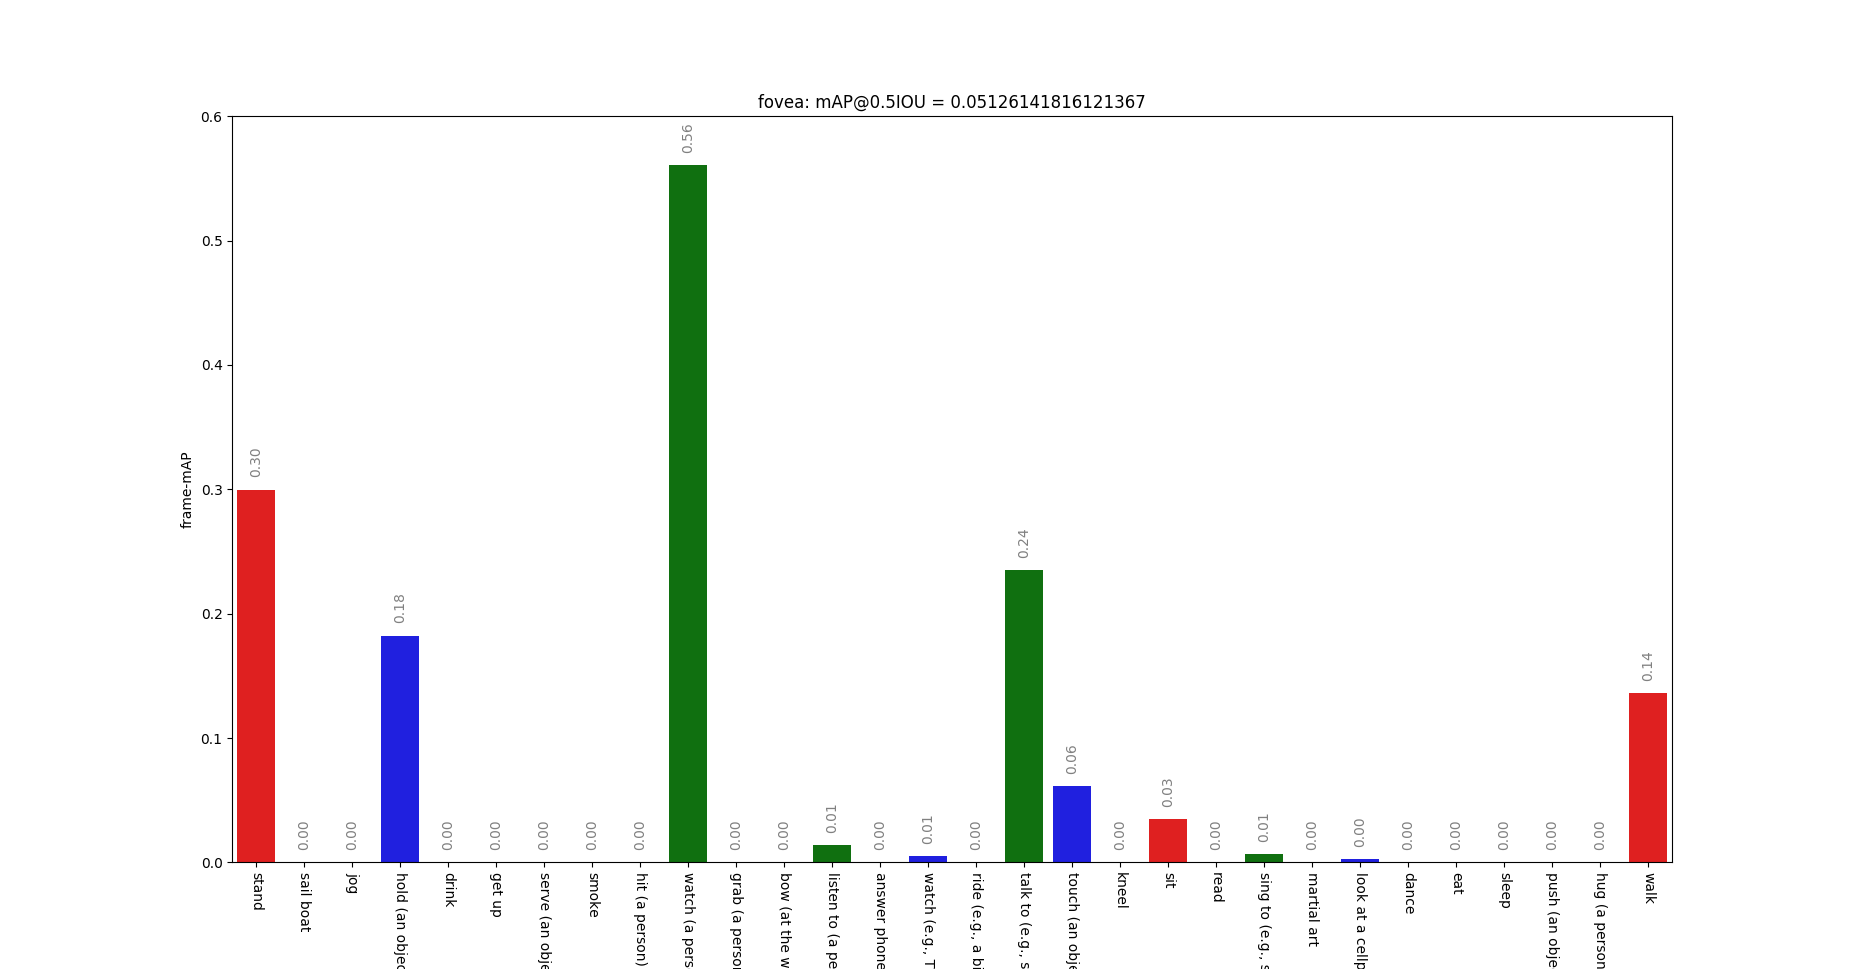 fovea: mAP@0.5IOU = 0.05126141816121367
frame-mAP
0.6
0.5
0.4
0.3
0.2
0.1
0.0
0.30
0.00
0.00
0.18
0.00
0.00
0.00
0.00
0.00
0.56
0.00
0.00
0.01
0.00
0.01
0.00
0.24
0.06
0.00
0.03
0.00
0.01
0.00
0.00
0.00
0.00
0.00
0.00
0.00
0.14
stand
sail boat
jog
hold (an objec
drink
get up
serve (an obje
smoke
hit (a person)
watch (a pers
grab (a person
bow (at the w
listen to (a pe
answer phone
watch (e.g., T
ride (e.g., a bi
talk to (e.g., s
touch (an obje
kneel
sit
read
sing to (e.g., s
martial art
look at a cellp
dance
eat
sleep
push (an obje
hug (a person
walk